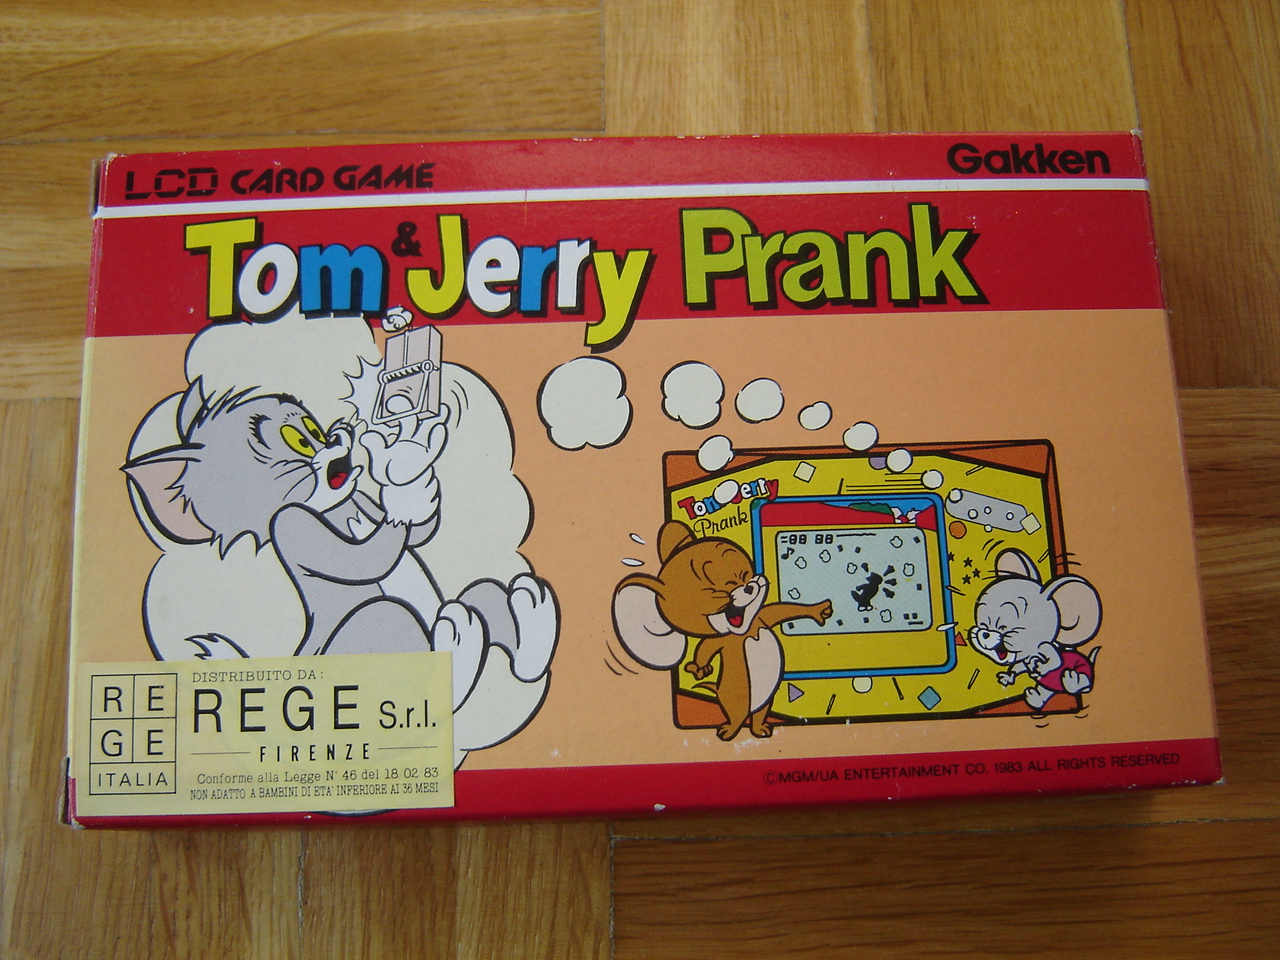 LCD CARD GAME
Gakken
Tom & Jerry Prank
Tom & Jerry
Prank
DISTRIBUITO DA:
REGE S.r.l.
FIRENZE
Conforme alla Legge N° 46 del 18 02 83
NON ADATTO A BAMBINI DI ETA' INFERIORE AI 36 MESI
RE
GE
ITALIA
©MGM/UA ENTERTAINMENT CO. 1983 ALL RIGHTS RESERVED